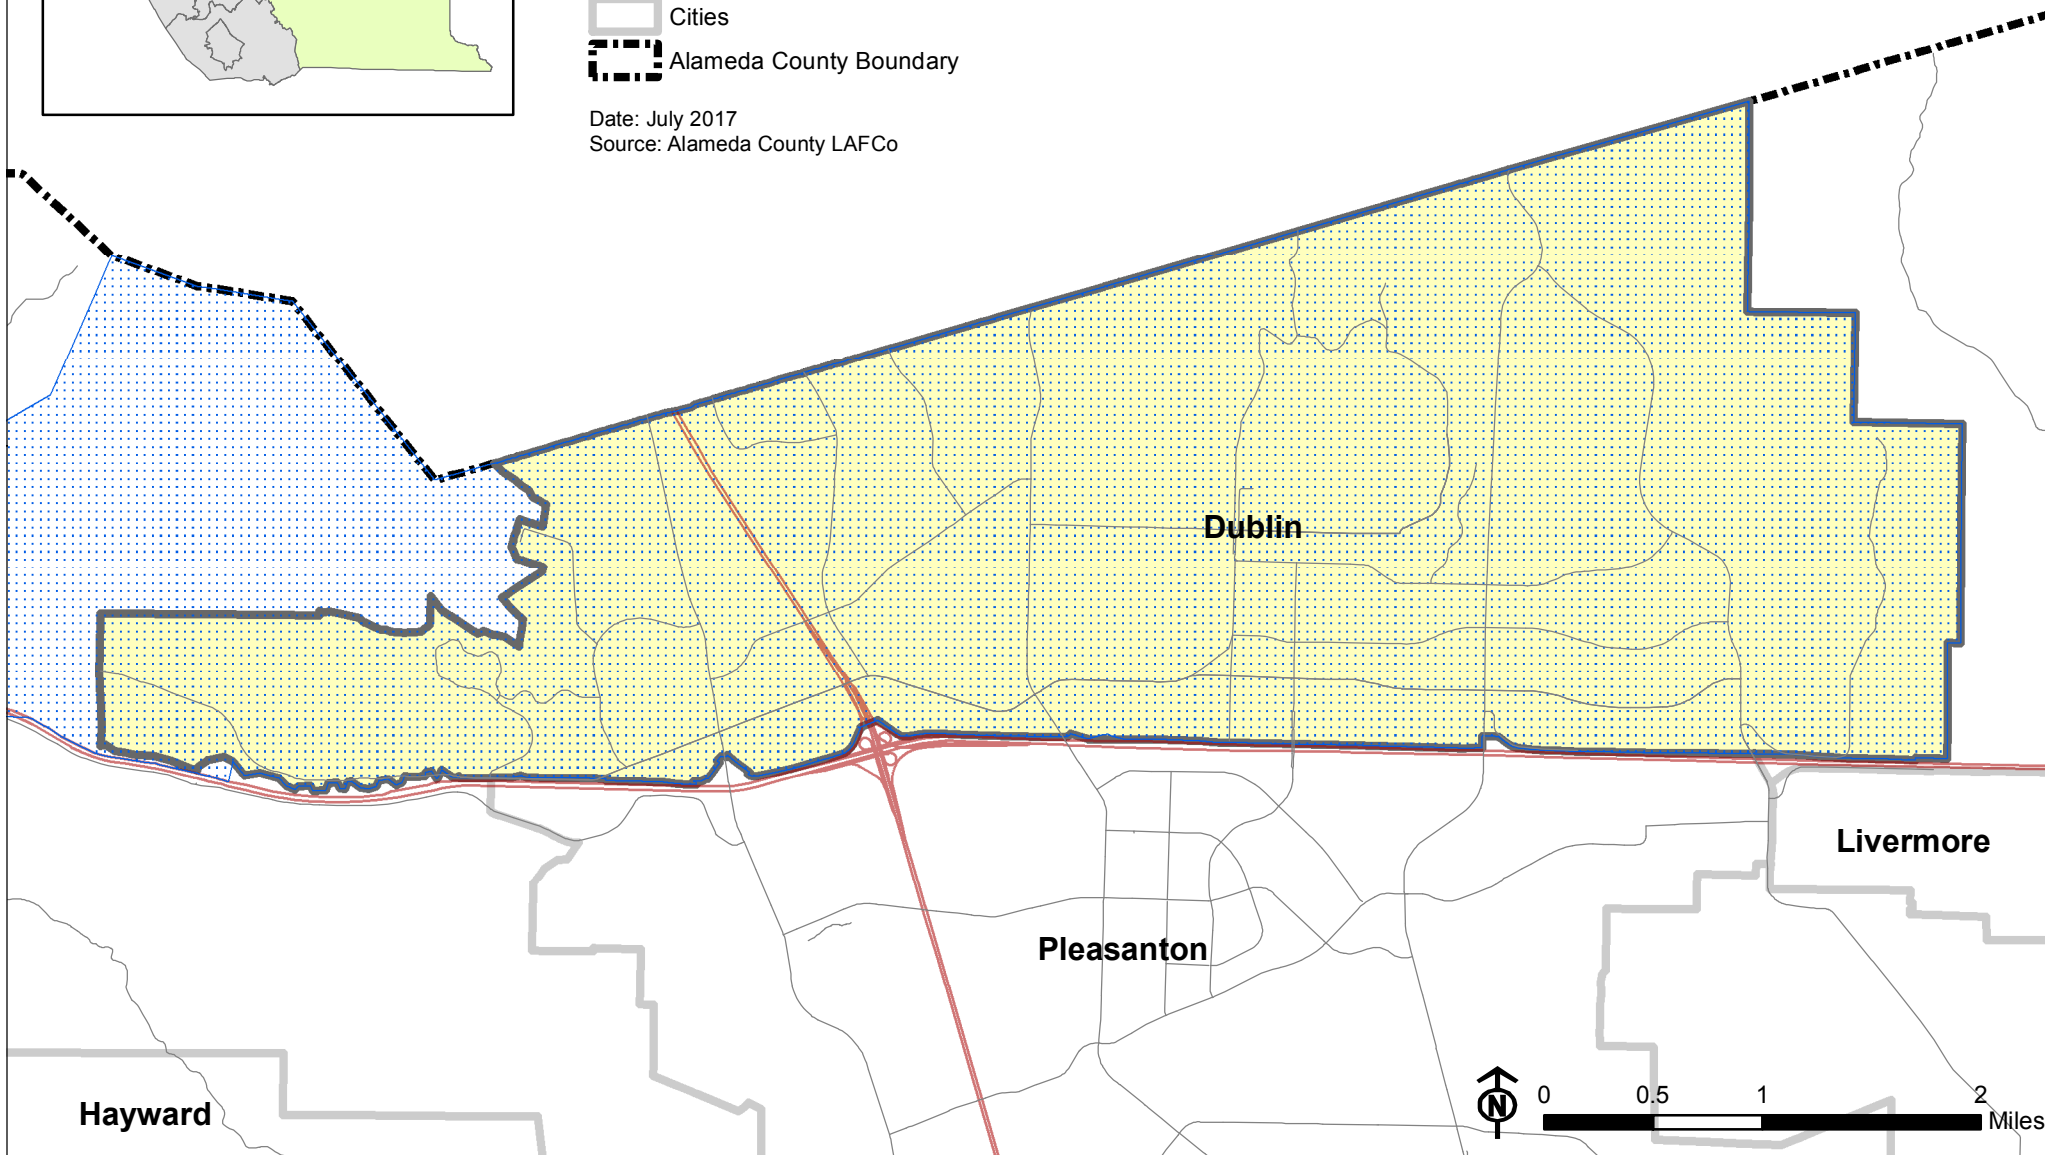 Cities
Alameda County Boundary
Date: July 2017
Source: Alameda County LAFCo
Dublin
Livermore
Pleasanton
Hayward
N
0 0.5 1 2
Miles